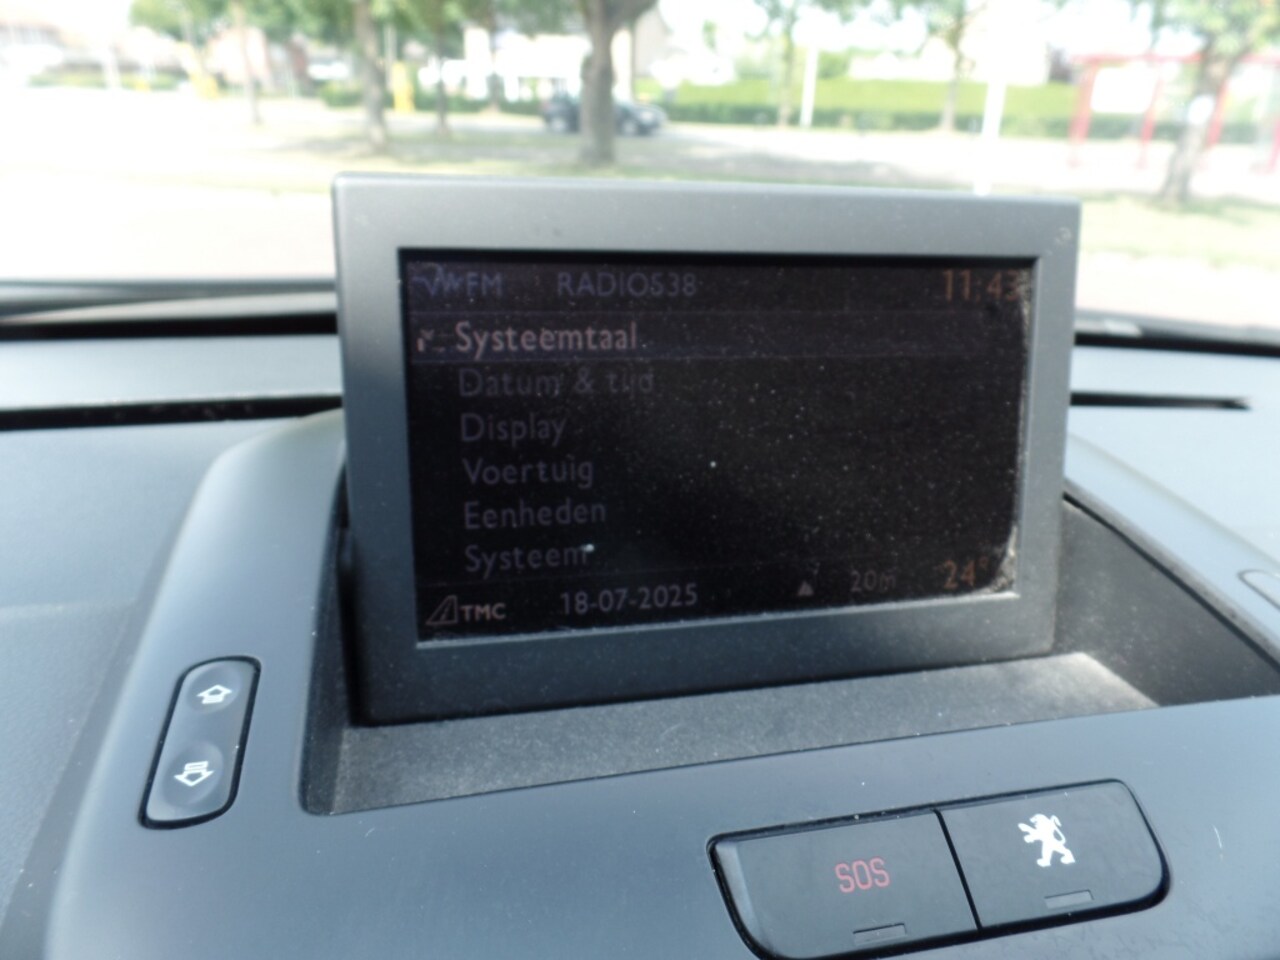 FM RADIO538 11:43
Systeemtaal
Datum & tijd
Display
Voertuig
Eenheden
Systeem
TMC 18-07-2025 20m 24°
SOS